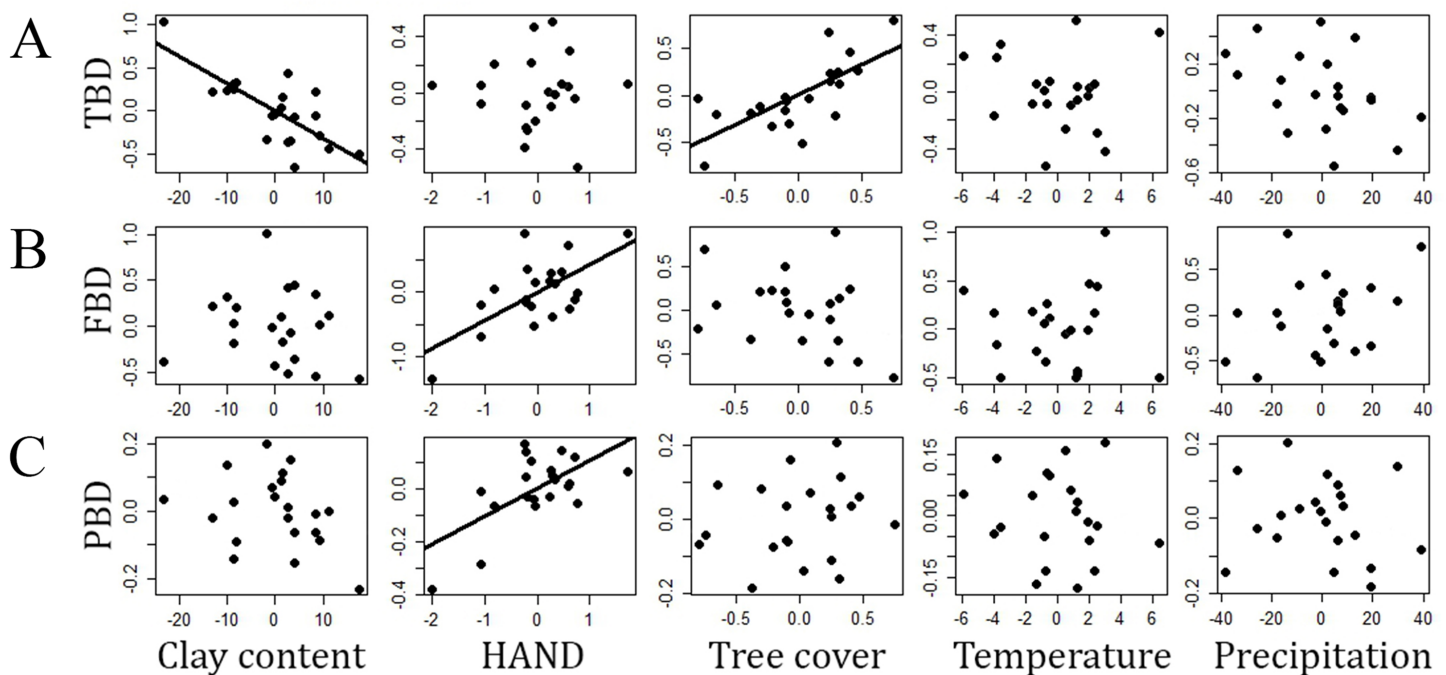 A
TBD
1.0 0.5 0.0 -0.5
0.4 0.0 -0.4
0.5 0.0 -0.5
0.4 0.0 -0.4
0.2 -0.2 -0.6
-20 -10 0 10
-2 -1 0 1
-0.5 0.0 0.5
-6 -4 -2 0 2 4 6
-40 -20 0 20 40
B
FBD
1.0 0.5 0.0 -0.5
0.0 -1.0
0.5 0.0 -0.5
1.0 0.5 0.0 -0.5
0.5 0.0 -0.5
-20 -10 0 10
-2 -1 0 1
-0.5 0.0 0.5
-6 -4 -2 0 2 4 6
-40 -20 0 20 40
C
PBD
0.2 0.0 -0.2
0.0 -0.2 -0.4
0.2 0.0 -0.2
0.15 0.00 -0.15
0.2 0.0 -0.2
-20 -10 0 10
-2 -1 0 1
-0.5 0.0 0.5
-6 -4 -2 0 2 4 6
-40 -20 0 20 40
Clay content HAND Tree cover Temperature Precipitation